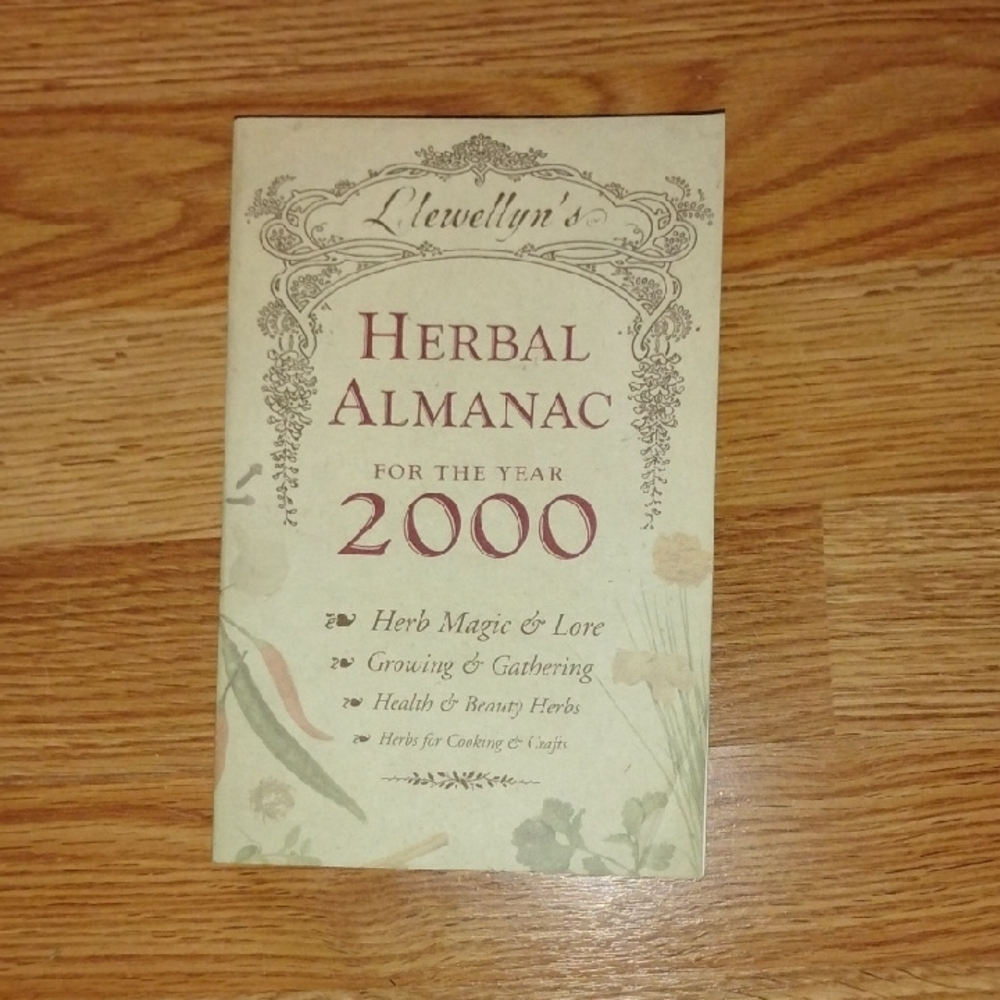 Llewellyn's
HERBAL
ALMANAC
FOR THE YEAR
2000
Herb Magic & Lore
Growing & Gathering
Health & Beauty Herbs
Herbs for Cooking & Crafts